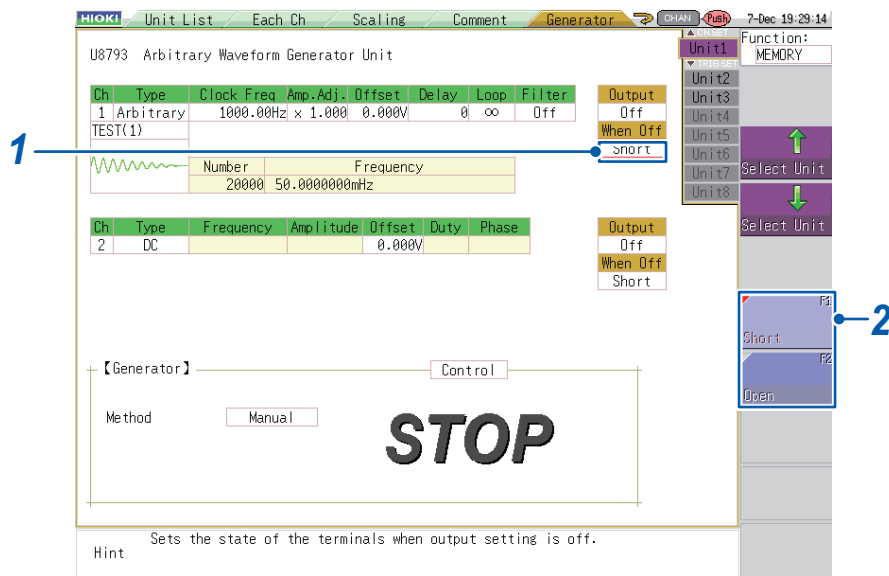 HIOKI Unit List Each Ch Scaling Comment Generator CHAN Push 7-Dec 19:29:14
▲ CH.SET
Unit1
▼ TRIG.SET
Unit2
Unit3
Unit4
Unit5
Unit6
Unit7
Unit8
Function:
MEMORY
U8793 Arbitrary Waveform Generator Unit
Ch Type Clock Freq Amp.Adj. Offset Delay Loop Filter
1 Arbitrary 1000.00Hz x 1.000 0.000V 0 ∞ Off
TEST(1)
Number Frequency
20000 50.0000000mHz
Output
Off
When Off
Short
1
Select Unit
Select Unit
Ch Type Frequency Amplitude Offset Duty Phase
2 DC 0.000V
Output
Off
When Off
Short
F1
Short
F2
Open
2
【Generator】 Control
Method Manual
STOP
Sets the state of the terminals when output setting is off.
Hint